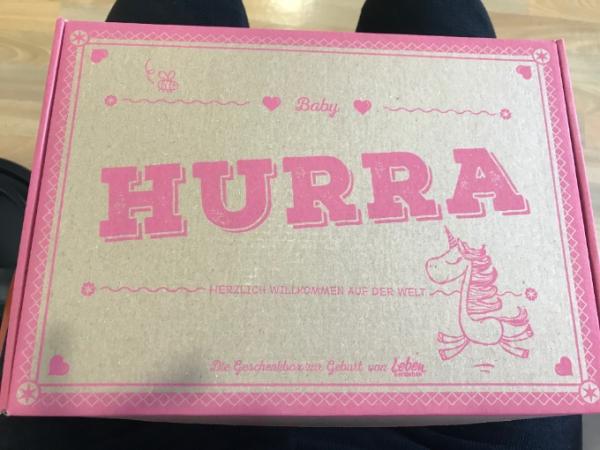 Baby
HURRA
HERZLICH WILLKOMMEN AUF DER WELT
Die Geschenkbox zur Geburt von Leben